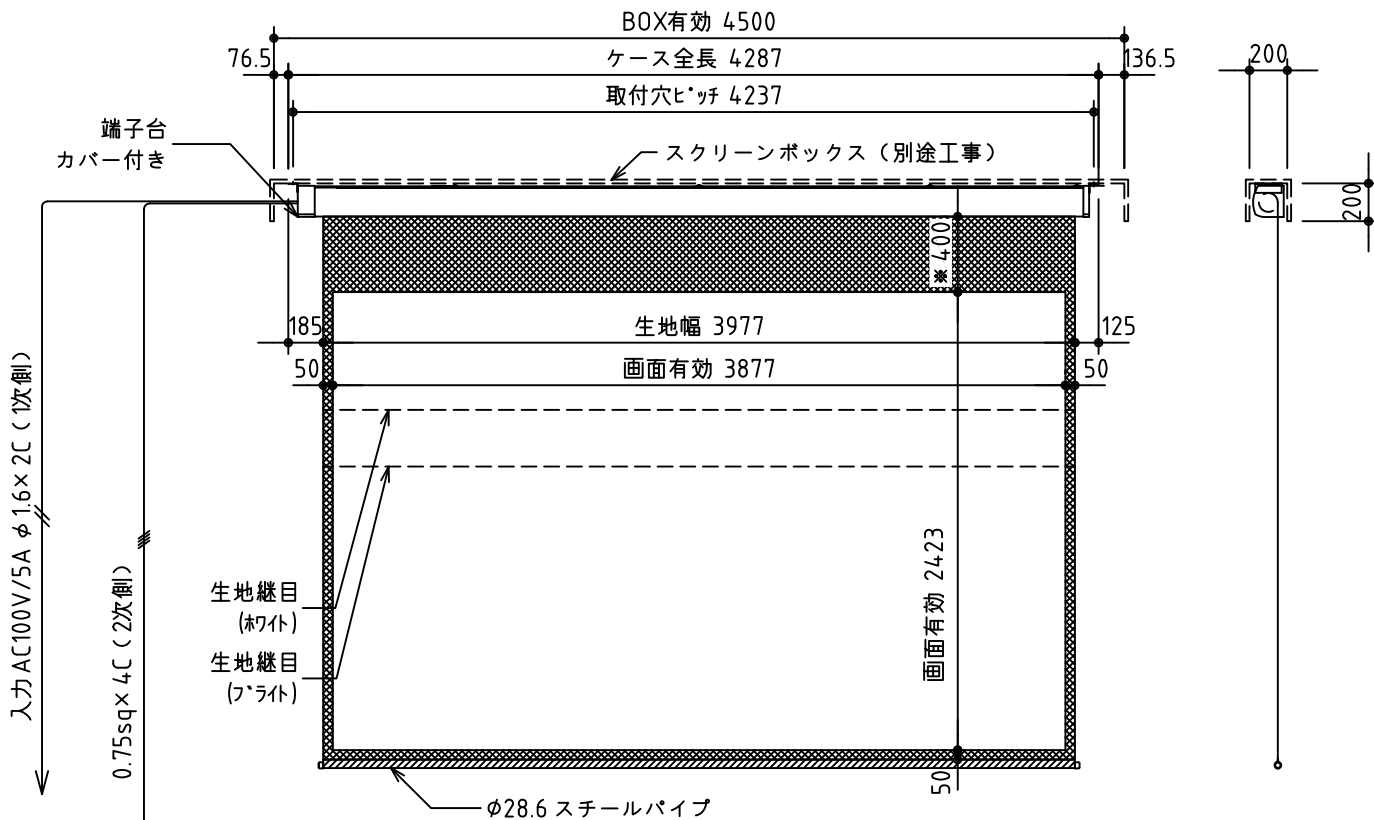 BOX有効 4500
76.5
ケース全長 4287
136.5
200
取付穴ピッチ 4237
端子台
カバー付き
スクリーンボックス（別途工事）
200
※ 400
185
生地幅 3977
125
50
画面有効 3877
50
入力AC100V/5A φ1.6×2C（1次側）
0.75sq×4C（2次側）
画面有効 2423
生地継目
(ホワイト)
生地継目
(ブライト)
50
φ28.6 スチールパイプ